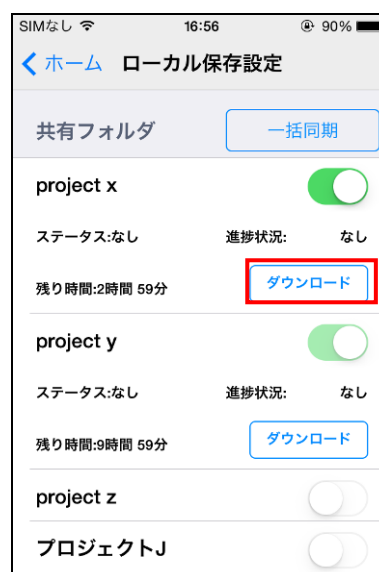 SIMなし 16:56 90%
ホーム ローカル保存設定
共有フォルダ 一括同期
project x
ステータス:なし 進捗状況: なし
残り時間:2時間 59分 ダウンロード
project y
ステータス:なし 進捗状況: なし
残り時間:9時間 59分 ダウンロード
project z
プロジェクトJ